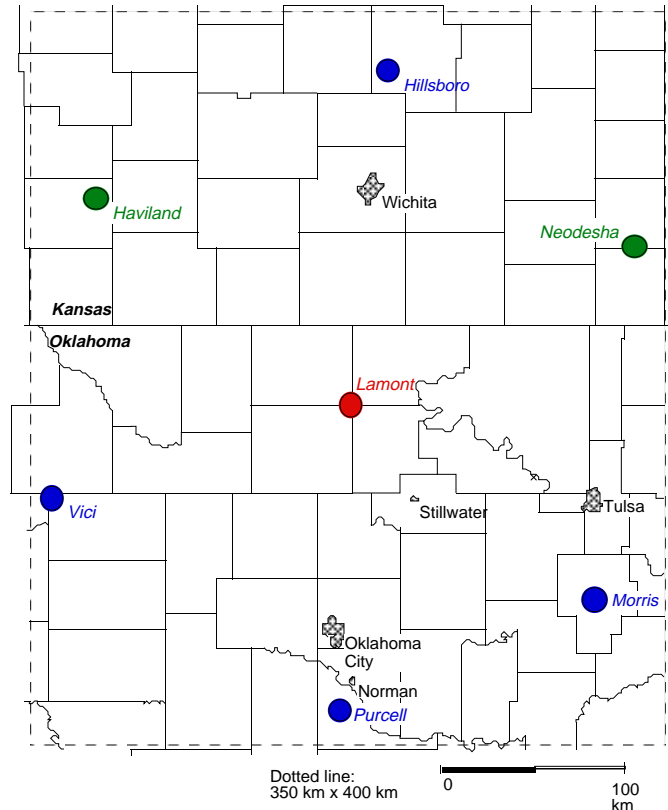 Hillsboro
Wichita
Haviland
Neodesha
Kansas
Oklahoma
Lamont
Vici
Stillwater
Tulsa
Morris
Oklahoma
City
Norman
Purcell
Dotted line:
350 km x 400 km
0
100
km